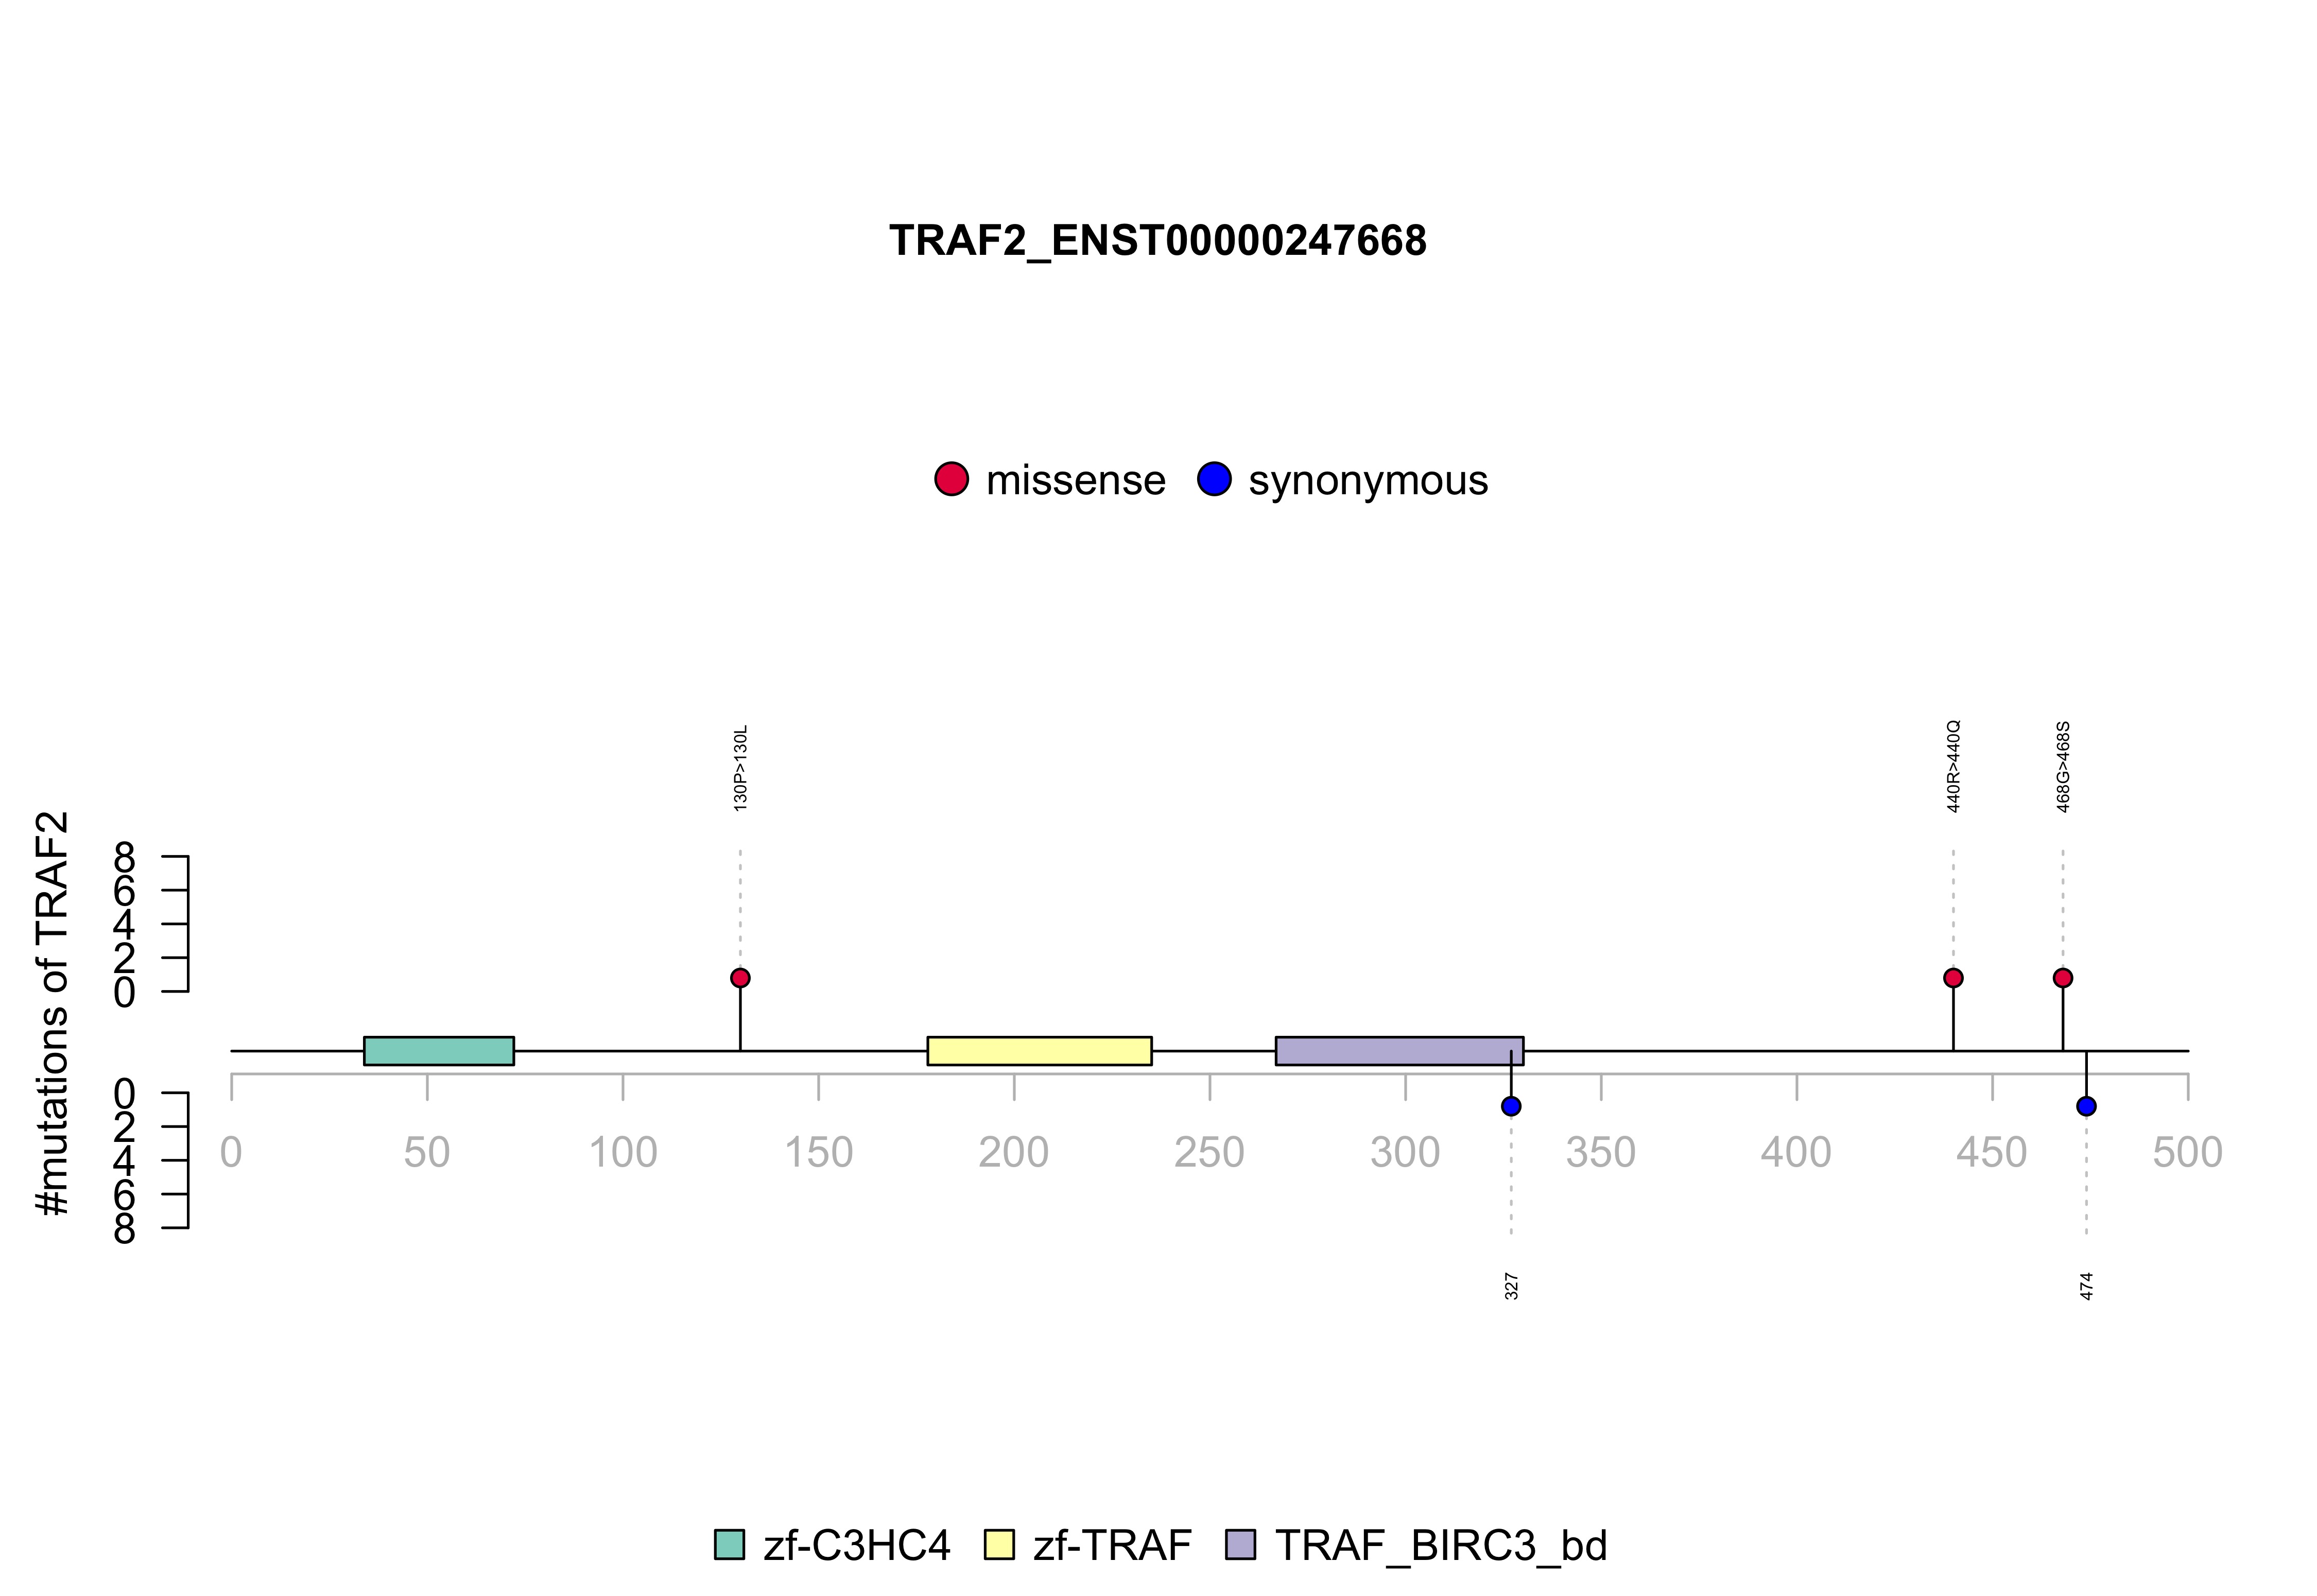 TRAF2_ENST00000247668
missense synonymous
130P>130L
440R>440Q
468G>468S
#mutations of TRAF2
8
6
4
2
0
0
2
4
6
8
0 50 100 150 200 250 300 350 400 450 500
327
474
zf-C3HC4 zf-TRAF TRAF_BIRC3_bd